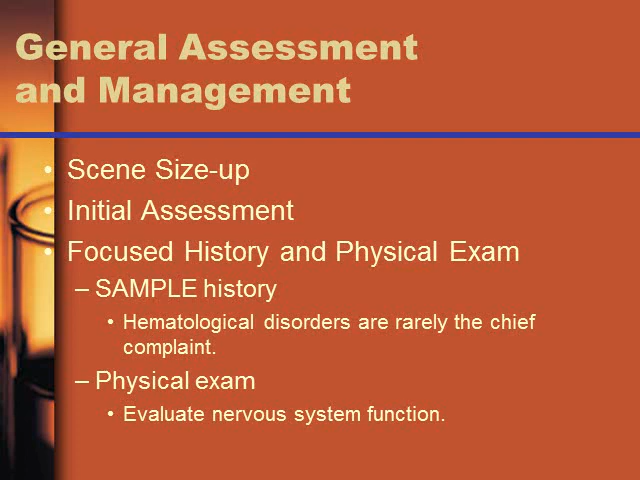 General Assessment
and Management
• Scene Size-up
• Initial Assessment
• Focused History and Physical Exam
– SAMPLE history
• Hematological disorders are rarely the chief
complaint.
– Physical exam
• Evaluate nervous system function.